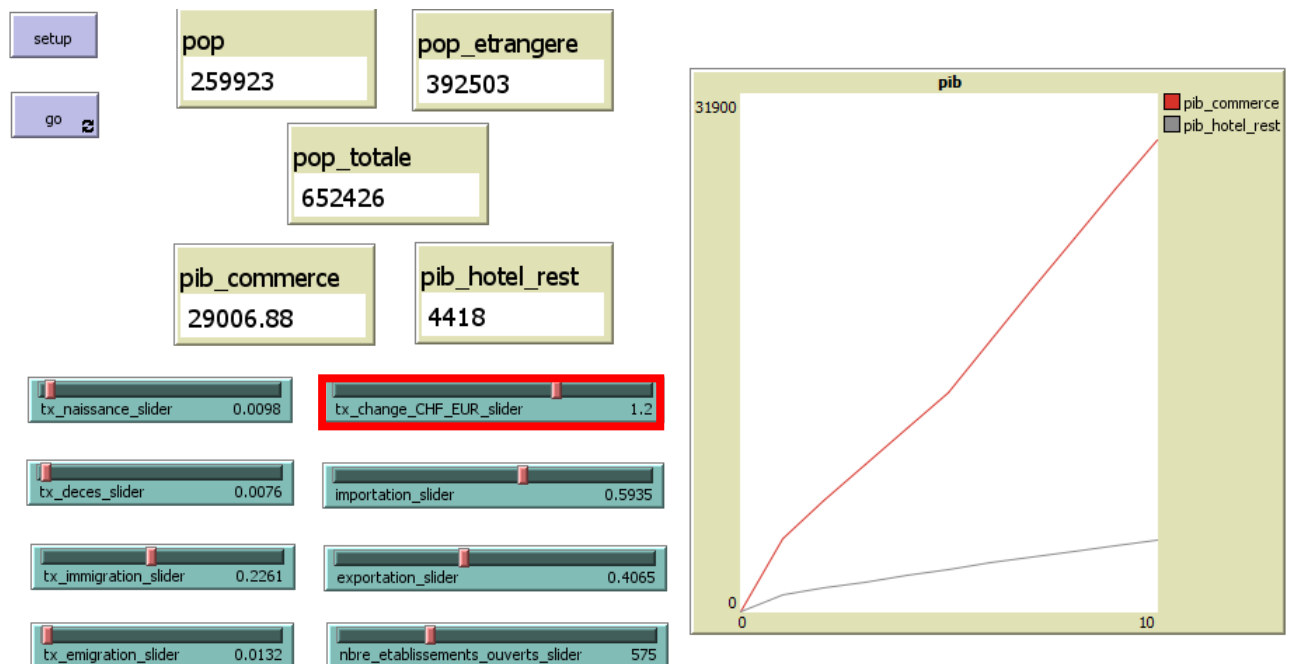 setup
go
pop
259923
pop_etrangere
392503
pop_totale
652426
pib_commerce
29006.88
pib_hotel_rest
4418
tx_naissance_slider 0.0098
tx_change_CHF_EUR_slider 1.2
tx_deces_slider 0.0076
importation_slider 0.5935
tx_immigration_slider 0.2261
exportation_slider 0.4065
tx_emigration_slider 0.0132
nbre_etablissements_ouverts_slider 575
pib
31900
0
0 10
pib_commerce
pib_hotel_rest